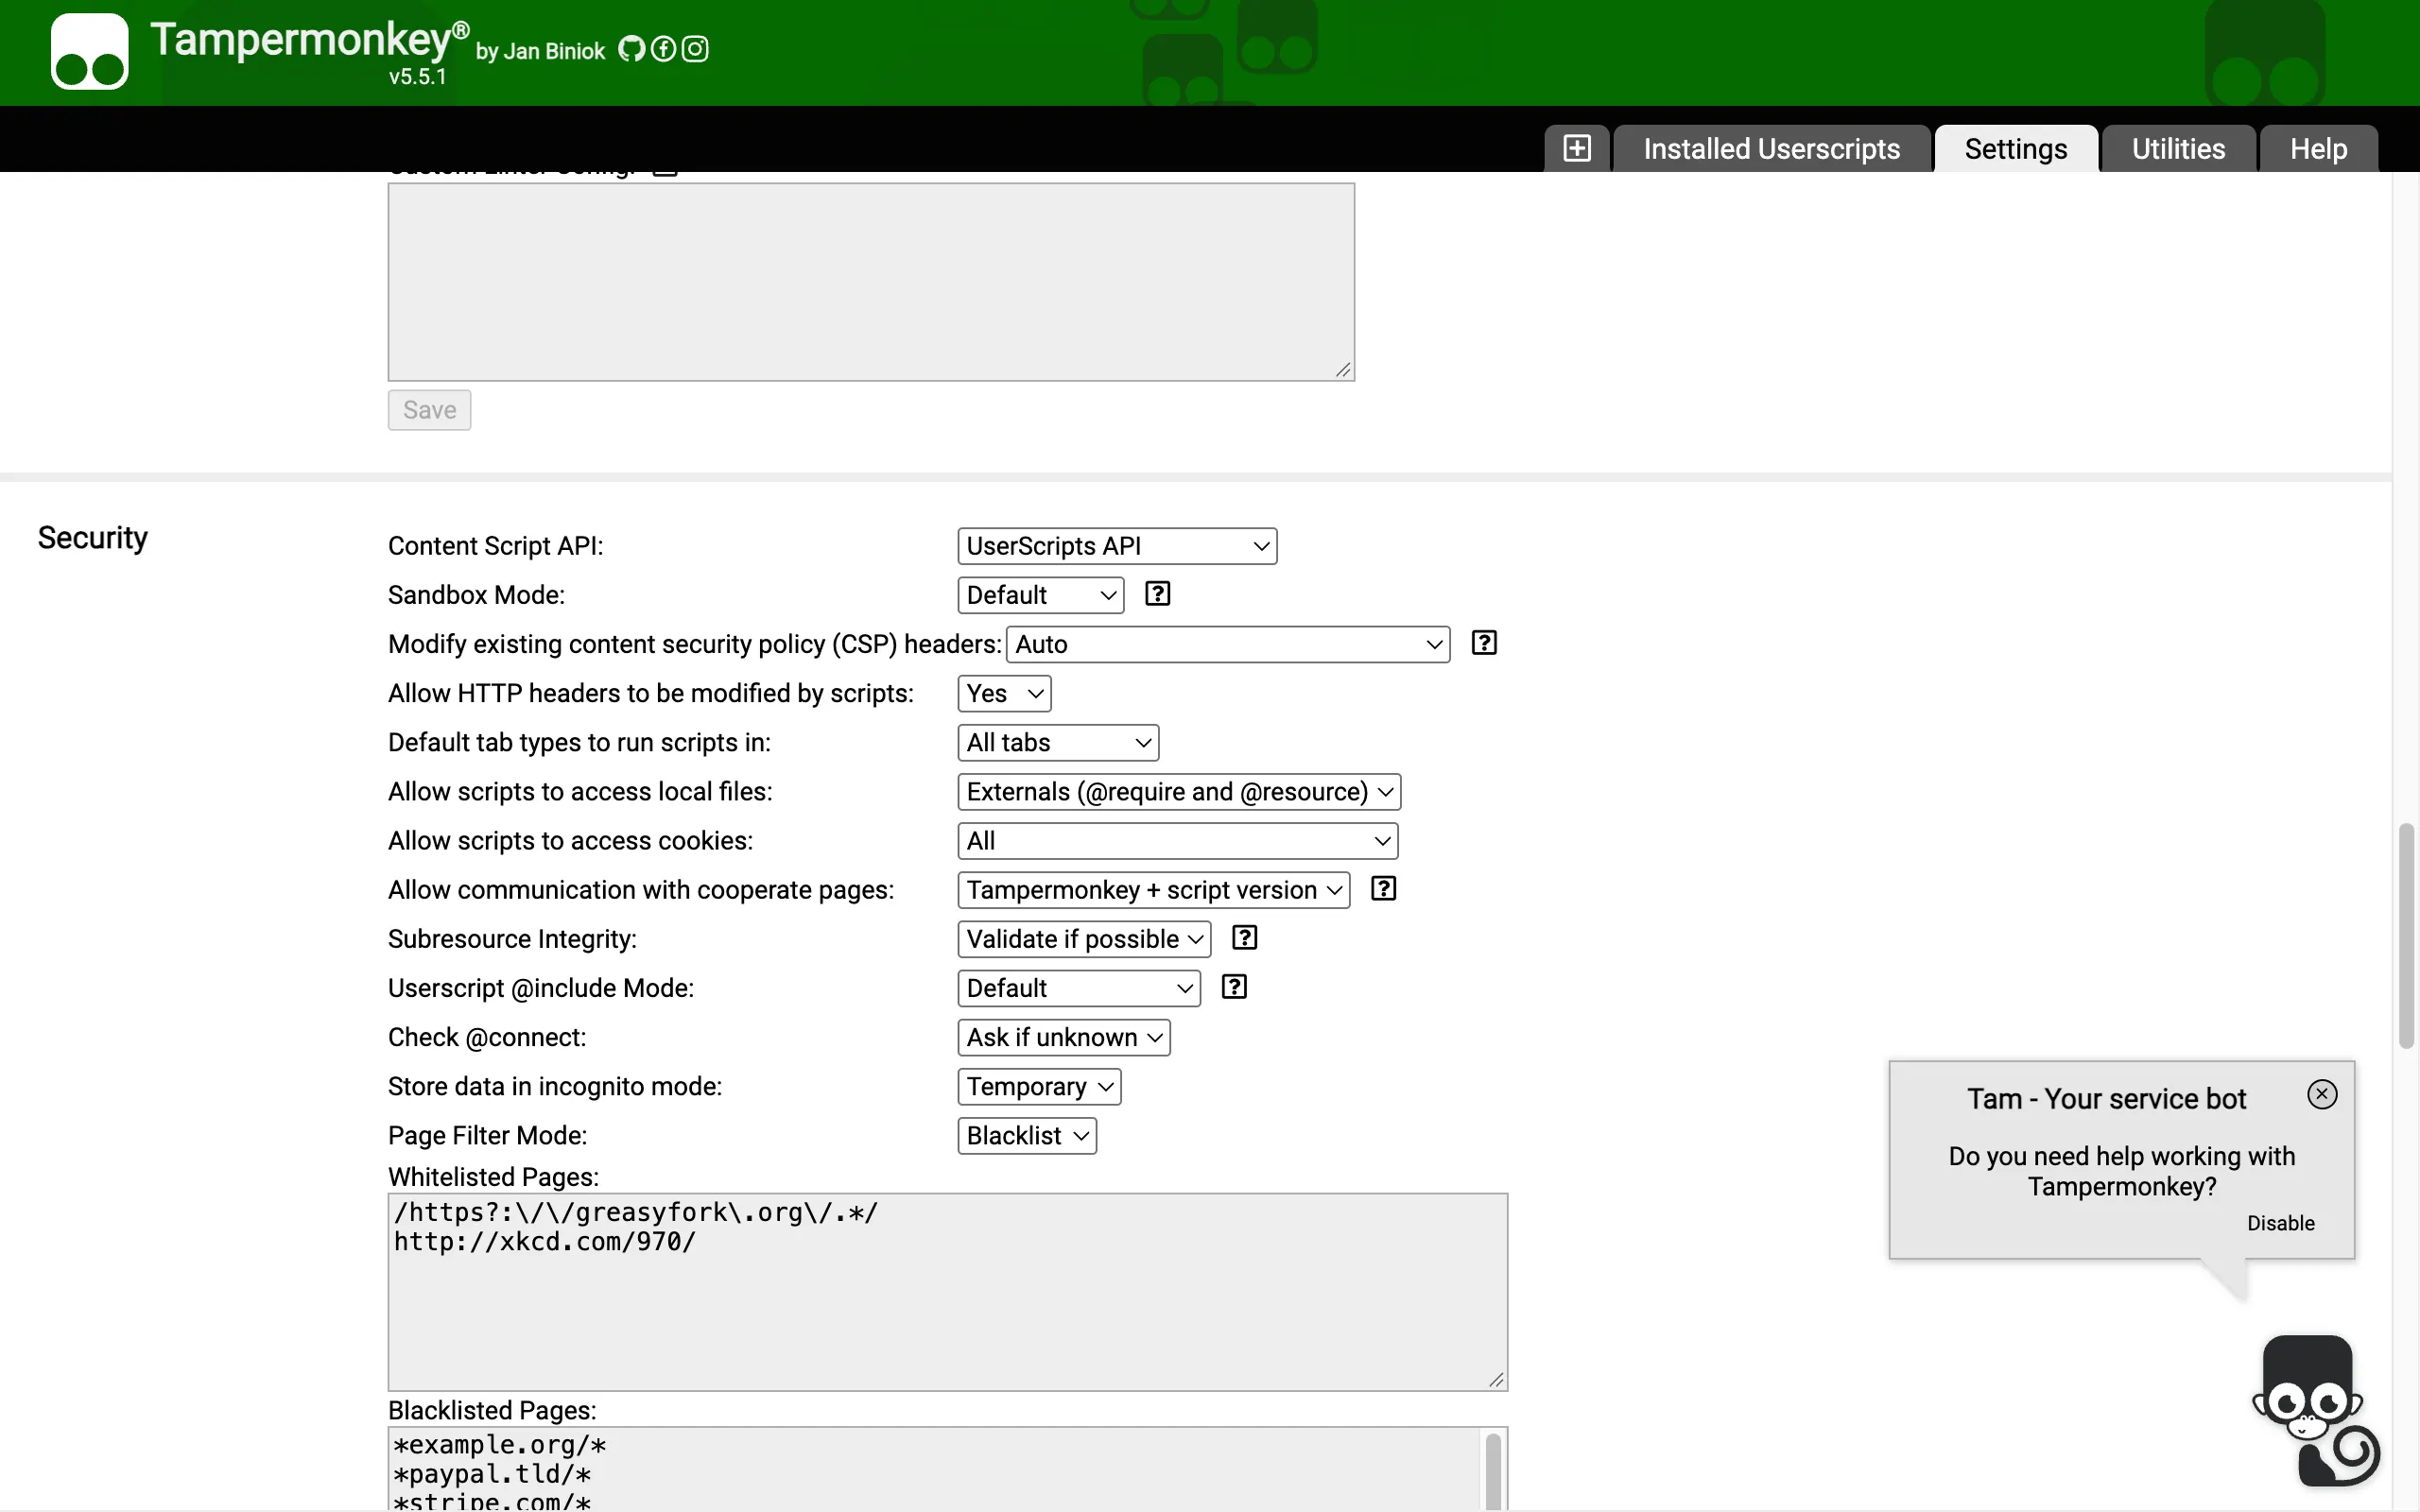 Tampermonkey® by Jan Biniok
v5.5.1
Installed Userscripts
Settings
Utilities
Help
Custom Linter Config:
Save
Security
Content Script API: UserScripts API
Sandbox Mode: Default ?
Modify existing content security policy (CSP) headers: Auto ?
Allow HTTP headers to be modified by scripts: Yes
Default tab types to run scripts in: All tabs
Allow scripts to access local files: Externals (@require and @resource)
Allow scripts to access cookies: All
Allow communication with cooperate pages: Tampermonkey + script version ?
Subresource Integrity: Validate if possible ?
Userscript @include Mode: Default ?
Check @connect: Ask if unknown
Store data in incognito mode: Temporary
Page Filter Mode: Blacklist
Whitelisted Pages:
/https?:\/\/greasyfork\.org\/.*/
http://xkcd.com/970/
Blacklisted Pages:
*example.org/*
*paypal.tld/*
*stripe.com/*
Tam - Your service bot
Do you need help working with
Tampermonkey?
Disable